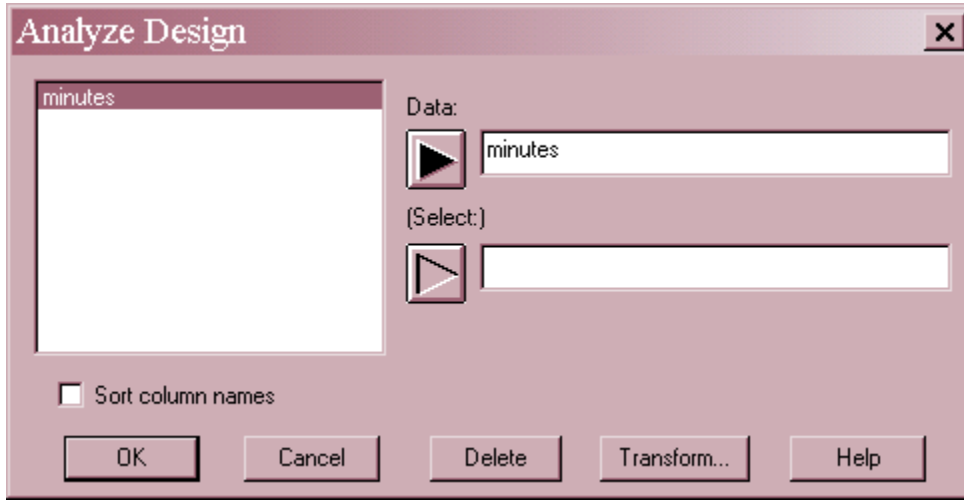 Analyze Design
minutes
Data:
minutes
(Select:)
Sort column names
OK Cancel Delete Transform... Help